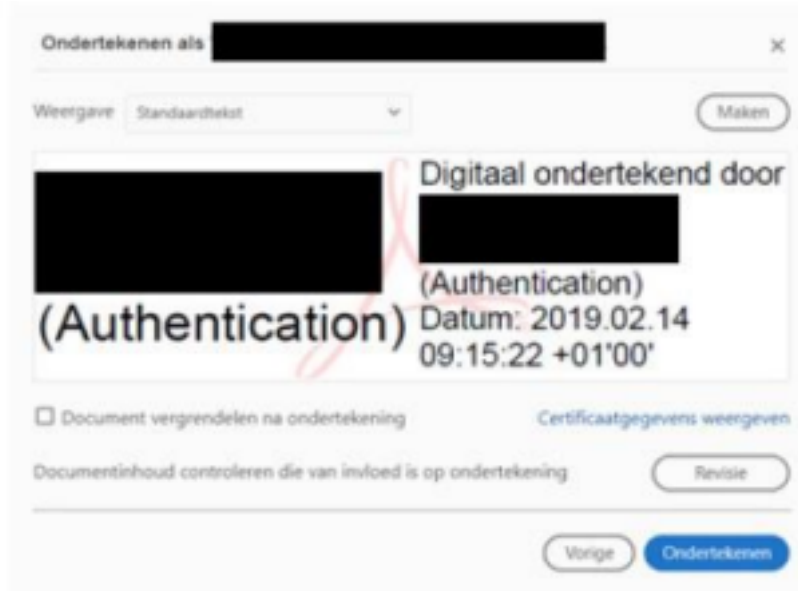 Ondertekenen als
Weergave Standaardtekst
Maken
(Authentication)
Digitaal ondertekend door
(Authentication)
Datum: 2019.02.14
09:15:22 +01'00'
Document vergrendelen na ondertekening
Certificaatgegevens weergeven
Documentinhoud controleren die van invloed is op ondertekening
Revisie
Vorige
Ondertekenen